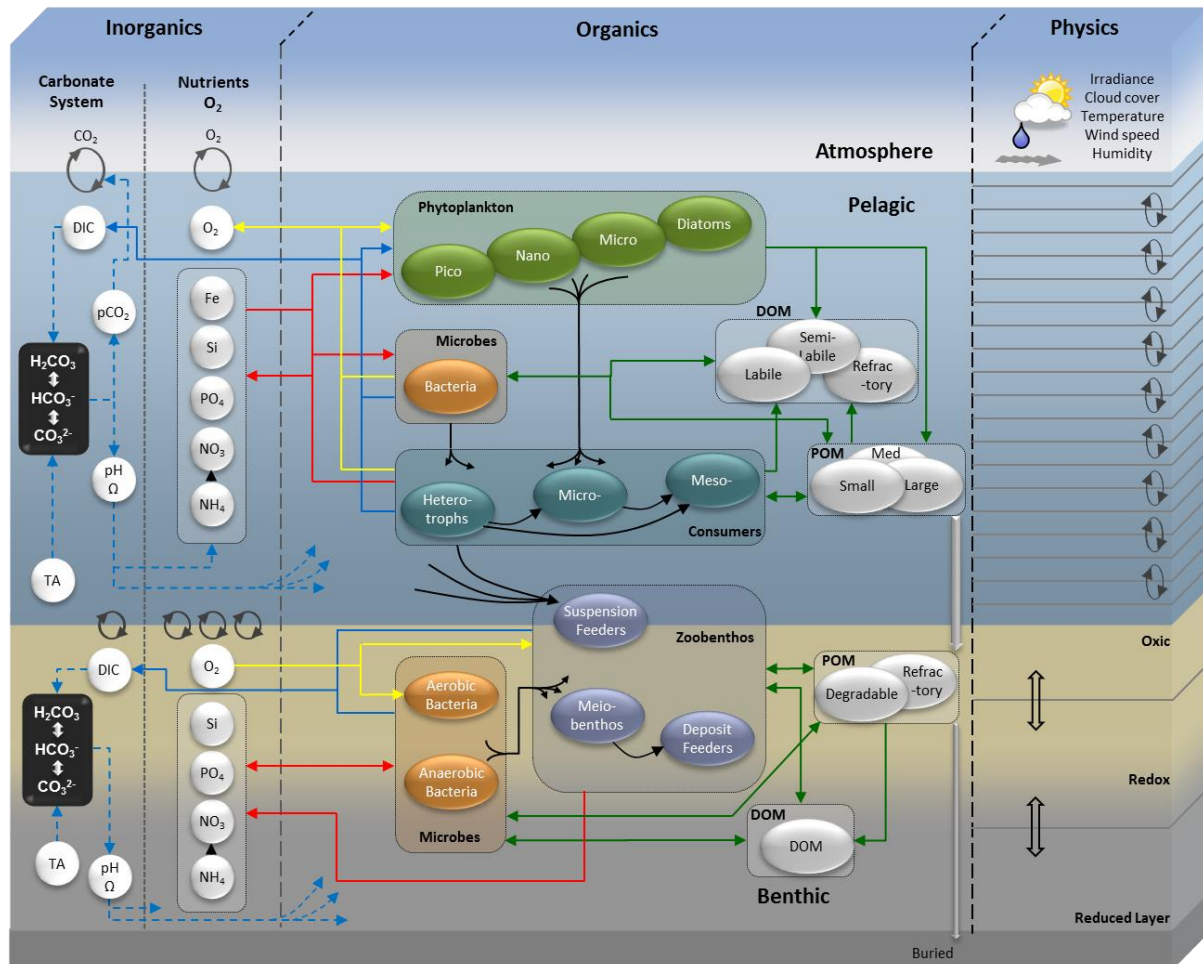 Inorganics
Organics
Physics
Carbonate
System
Nutrients
O₂
CO₂
O₂
Irradiance
Cloud cover
Temperature
Wind speed
Humidity
Atmosphere
Pelagic
DIC
O₂
Fe
Si
PO₄
NO₃
NH₄
pCO₂
H₂CO₃
HCO₃⁻
CO₃²⁻
pH
Ω
TA
Phytoplankton
Pico
Nano
Micro
Diatoms
Microbes
Bacteria
DOM
Labile
Semi-
Labile
Refrac
-tory
POM
Small
Med
Large
Hetero-
trophs
Micro-
Meso-
Consumers
Suspension
Feeders
Zoobenthos
Meio-
benthos
Deposit
Feeders
DIC
O₂
H₂CO₃
HCO₃⁻
CO₃²⁻
Si
PO₄
NO₃
NH₄
TA
pH
Ω
Aerobic
Bacteria
Anaerobic
Bacteria
Microbes
POM
Degradable
Refrac
-tory
DOM
DOM
Benthic
Oxic
Redox
Reduced Layer
Buried